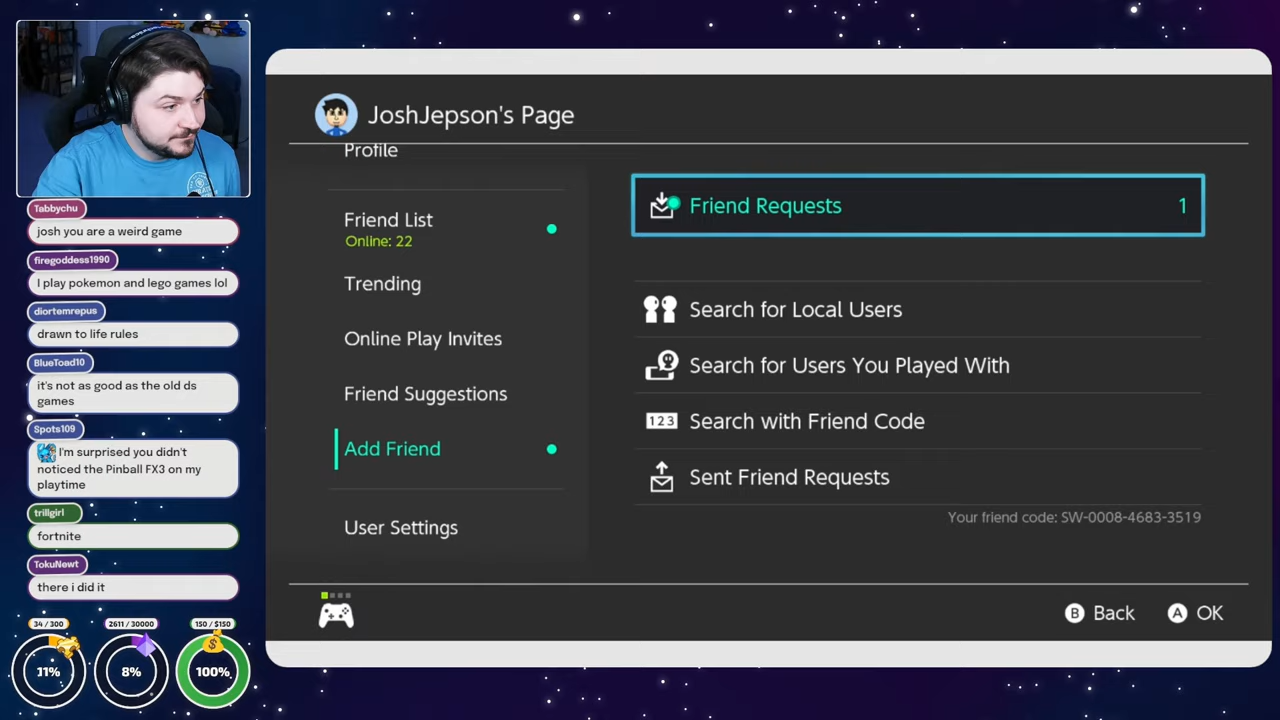 Tabbychu
josh you are a weird game
firegoddess1990
I play pokemon and lego games lol
diortemrepus
drawn to life rules
BlueToad10
it's not as good as the old ds
games
Spots109
I'm surprised you didn't
noticed the Pinball FX3 on my
playtime
trillgirl
fortnite
TokuNewt
there i did it
34 / 300
2611 / 30000
150 / $150
11%
8%
100%
JoshJepson's Page
Profile
Friend List
Online: 22
Trending
Online Play Invites
Friend Suggestions
Add Friend
User Settings
Friend Requests 1
Search for Local Users
Search for Users You Played With
123 Search with Friend Code
Sent Friend Requests
Your friend code: SW-0008-4683-3519
B Back A OK